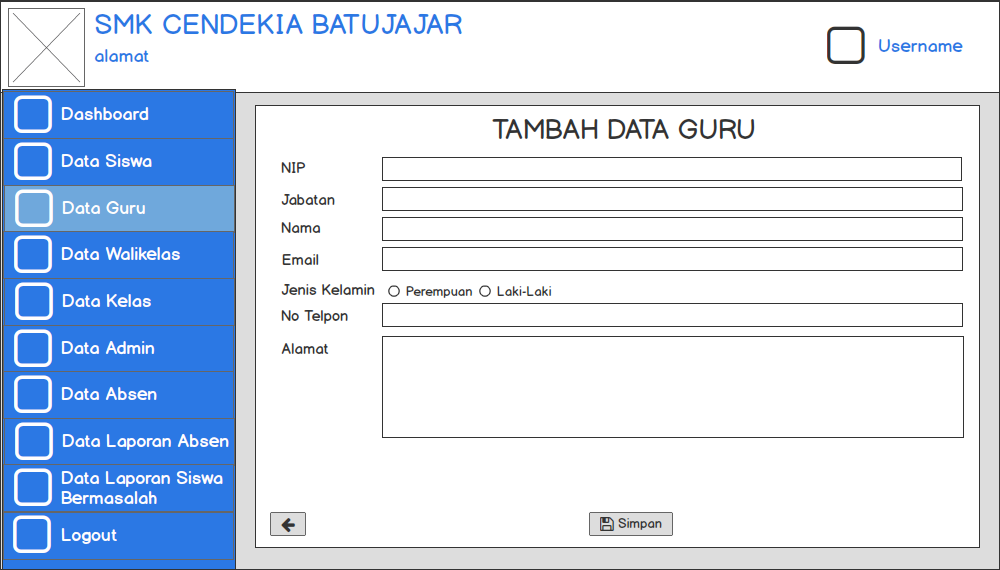 SMK CENDEKIA BATUJAJAR
alamat
Username
Dashboard
Data Siswa
Data Guru
Data Walikelas
Data Kelas
Data Admin
Data Absen
Data Laporan Absen
Data Laporan Siswa
Bermasalah
Logout
TAMBAH DATA GURU
NIP
Jabatan
Nama
Email
Jenis Kelamin Perempuan Laki-Laki
No Telpon
Alamat
Simpan